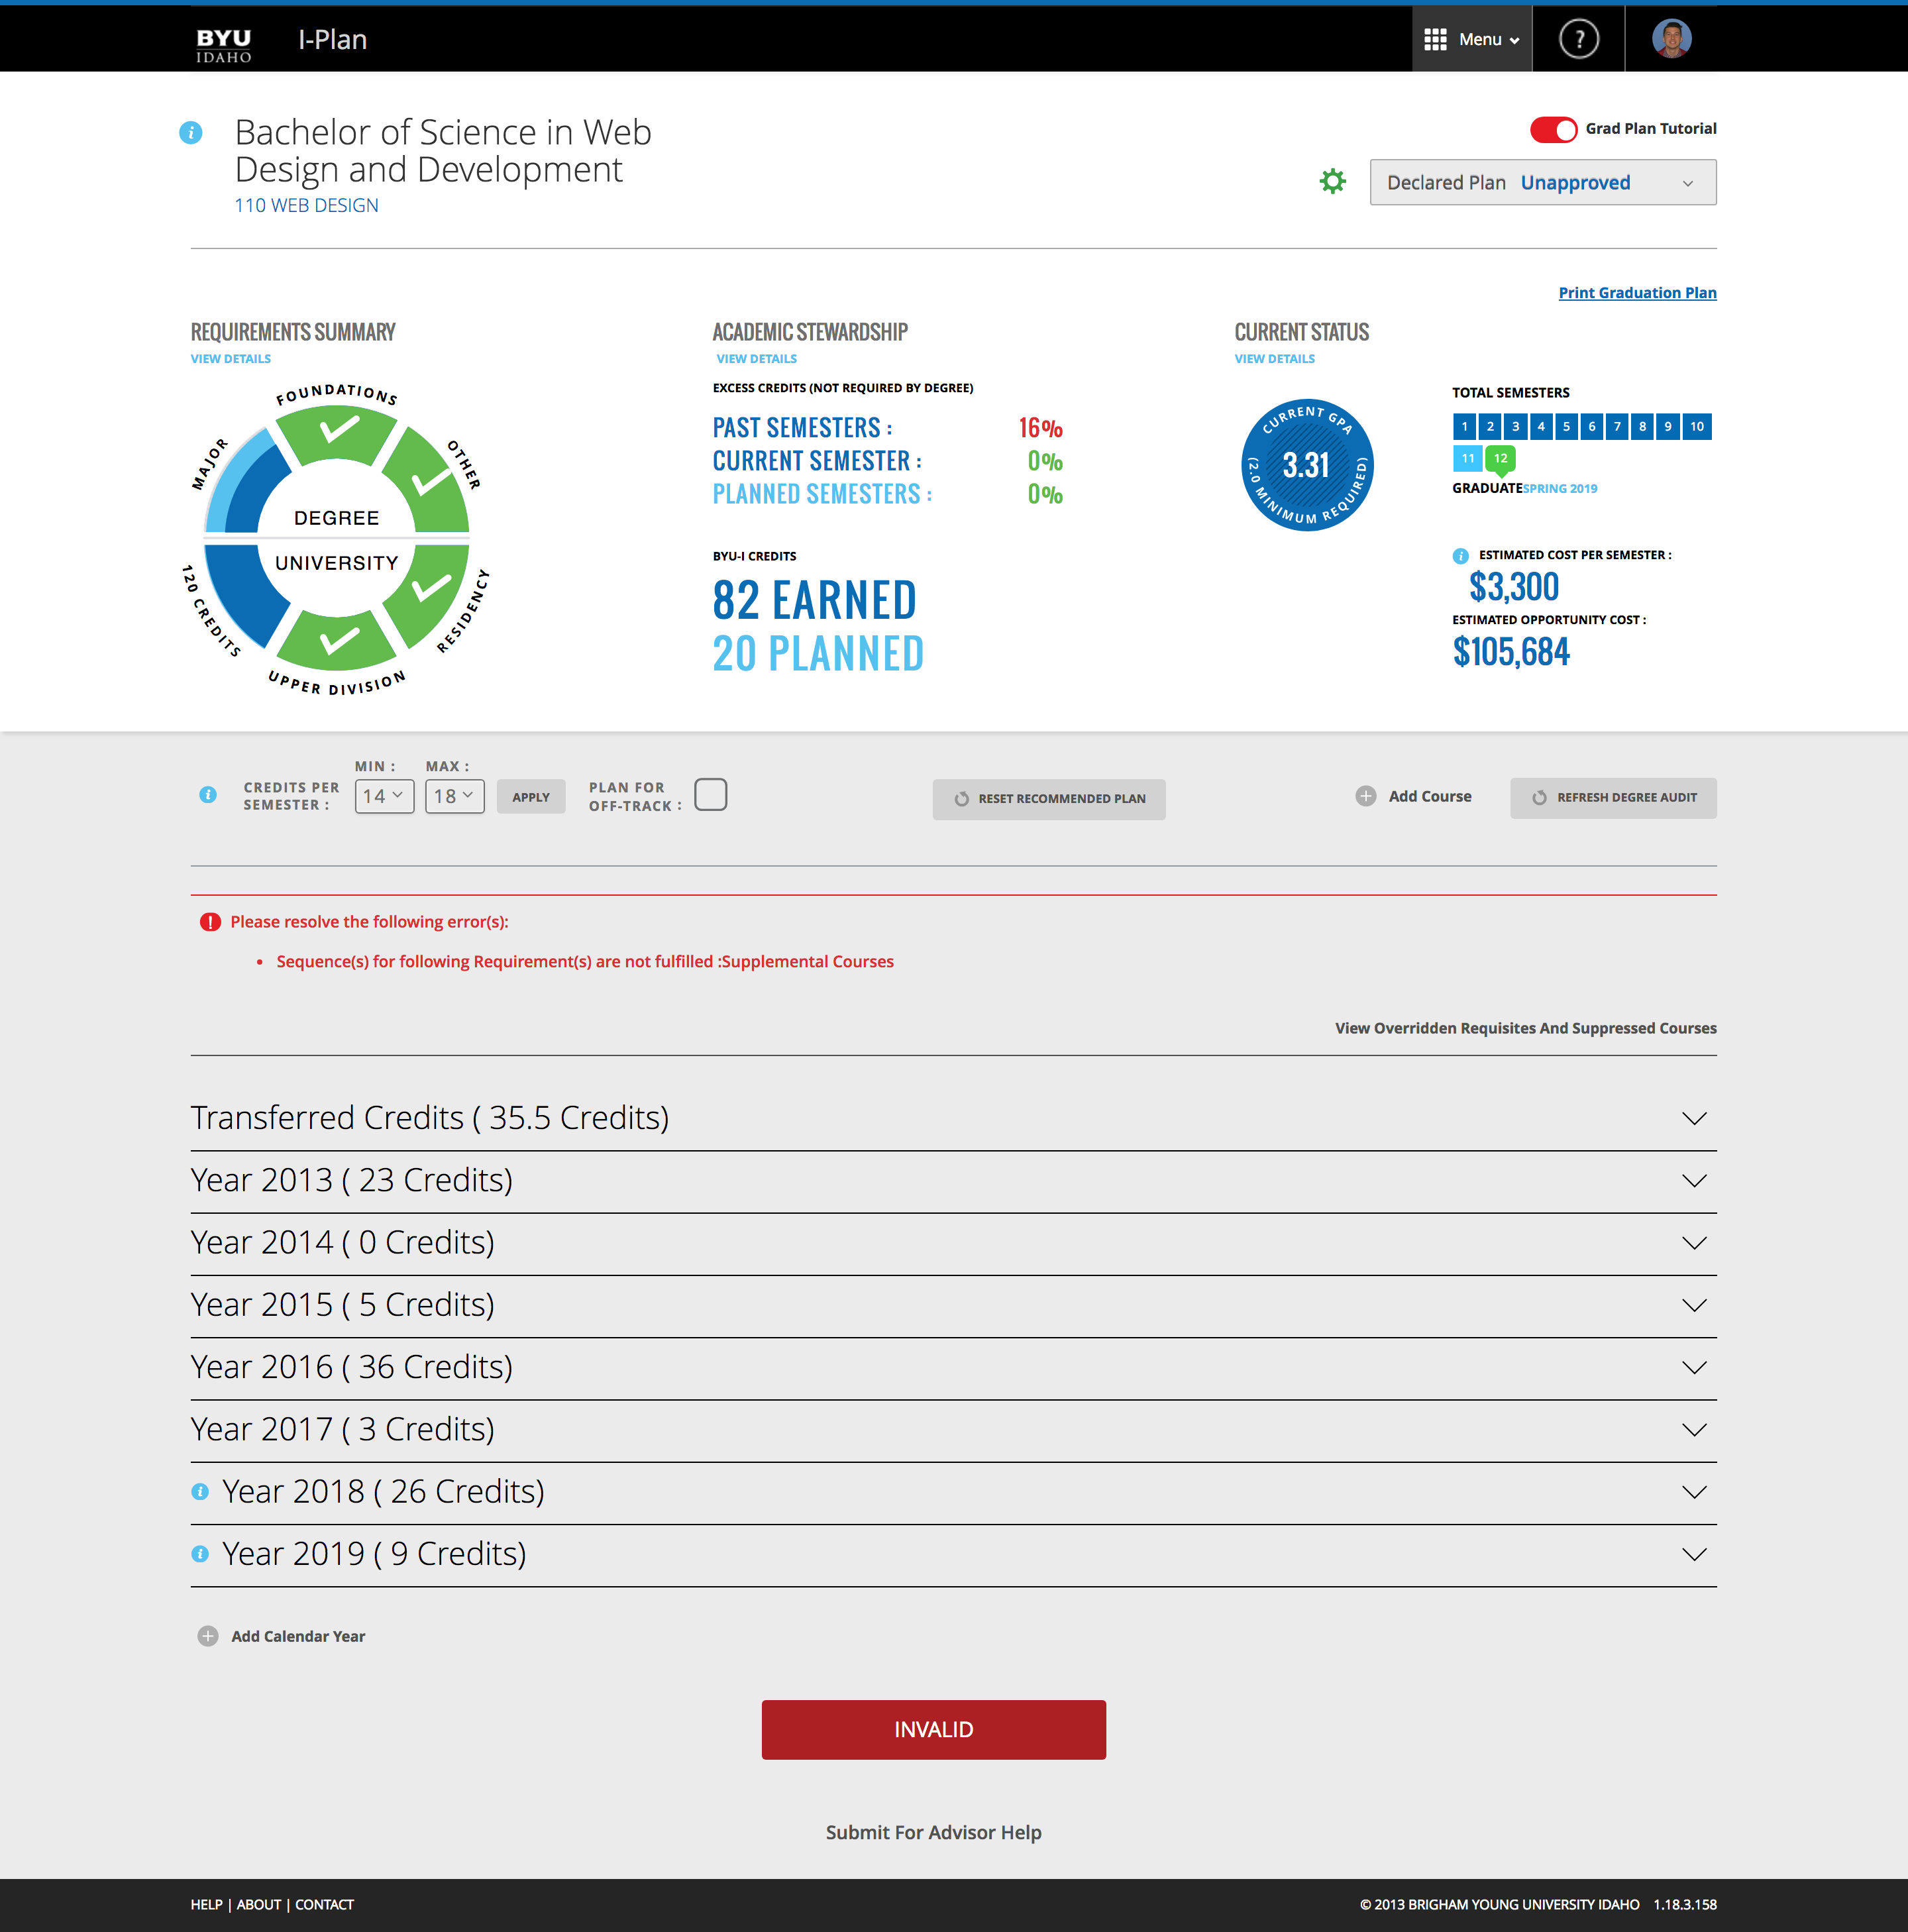 BYU
IDAHO
I-Plan
Menu
?
Bachelor of Science in Web
Design and Development
110 WEB DESIGN
Grad Plan Tutorial
Declared Plan Unapproved
Print Graduation Plan
REQUIREMENTS SUMMARY
VIEW DETAILS
FOUNDATIONS
OTHER
MAJOR
DEGREE
UNIVERSITY
120 CREDITS
RESIDENCY
UPPER DIVISION
ACADEMIC STEWARDSHIP
VIEW DETAILS
EXCESS CREDITS (NOT REQUIRED BY DEGREE)
PAST SEMESTERS : 16%
CURRENT SEMESTER : 0%
PLANNED SEMESTERS : 0%
BYU-I CREDITS
82 EARNED
20 PLANNED
CURRENT STATUS
VIEW DETAILS
CURRENT GPA
3.31
(2.0 MINIMUM REQUIRED)
TOTAL SEMESTERS
1 2 3 4 5 6 7 8 9 10
11 12
GRADUATE SPRING 2019
ESTIMATED COST PER SEMESTER :
$3,300
ESTIMATED OPPORTUNITY COST :
$105,684
CREDITS PER
SEMESTER :
MIN :
14
MAX :
18
APPLY
PLAN FOR
OFF-TRACK :
RESET RECOMMENDED PLAN
Add Course
REFRESH DEGREE AUDIT
Please resolve the following error(s):
• Sequence(s) for following Requirement(s) are not fulfilled :Supplemental Courses
View Overridden Requisites And Suppressed Courses
Transferred Credits ( 35.5 Credits)
Year 2013 ( 23 Credits)
Year 2014 ( 0 Credits)
Year 2015 ( 5 Credits)
Year 2016 ( 36 Credits)
Year 2017 ( 3 Credits)
Year 2018 ( 26 Credits)
Year 2019 ( 9 Credits)
Add Calendar Year
INVALID
Submit For Advisor Help
HELP | ABOUT | CONTACT
© 2013 BRIGHAM YOUNG UNIVERSITY IDAHO 1.18.3.158